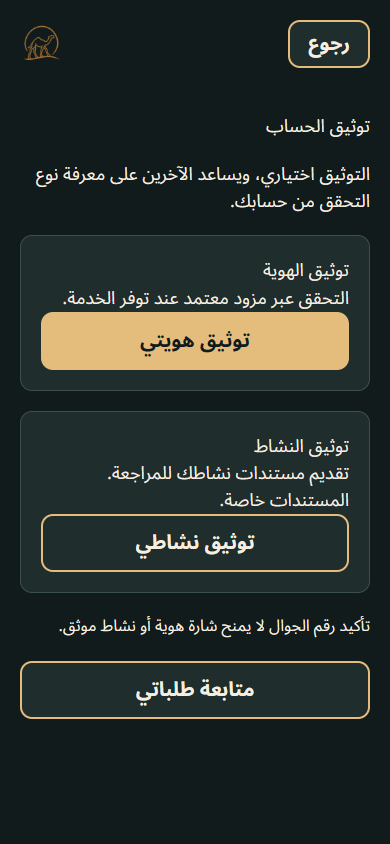 رجوع
توثيق الحساب
التوثيق اختياري، ويساعد الآخرين على معرفة نوع
التحقق من حسابك.
توثيق الهوية
التحقق عبر مزود معتمد عند توفر الخدمة.
توثيق هويتي
توثيق النشاط
تقديم مستندات نشاطك للمراجعة.
المستندات خاصة.
توثيق نشاطي
تأكيد رقم الجوال لا يمنح شارة هوية أو نشاط موثق.
متابعة طلباتي